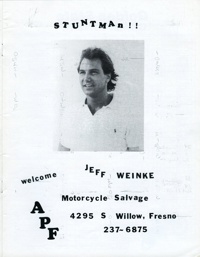 STUNTMAn!!
welcome
JEFF WEINKE
Motorcycle Salvage
APF
4295 S Willow, Fresno
237-6875